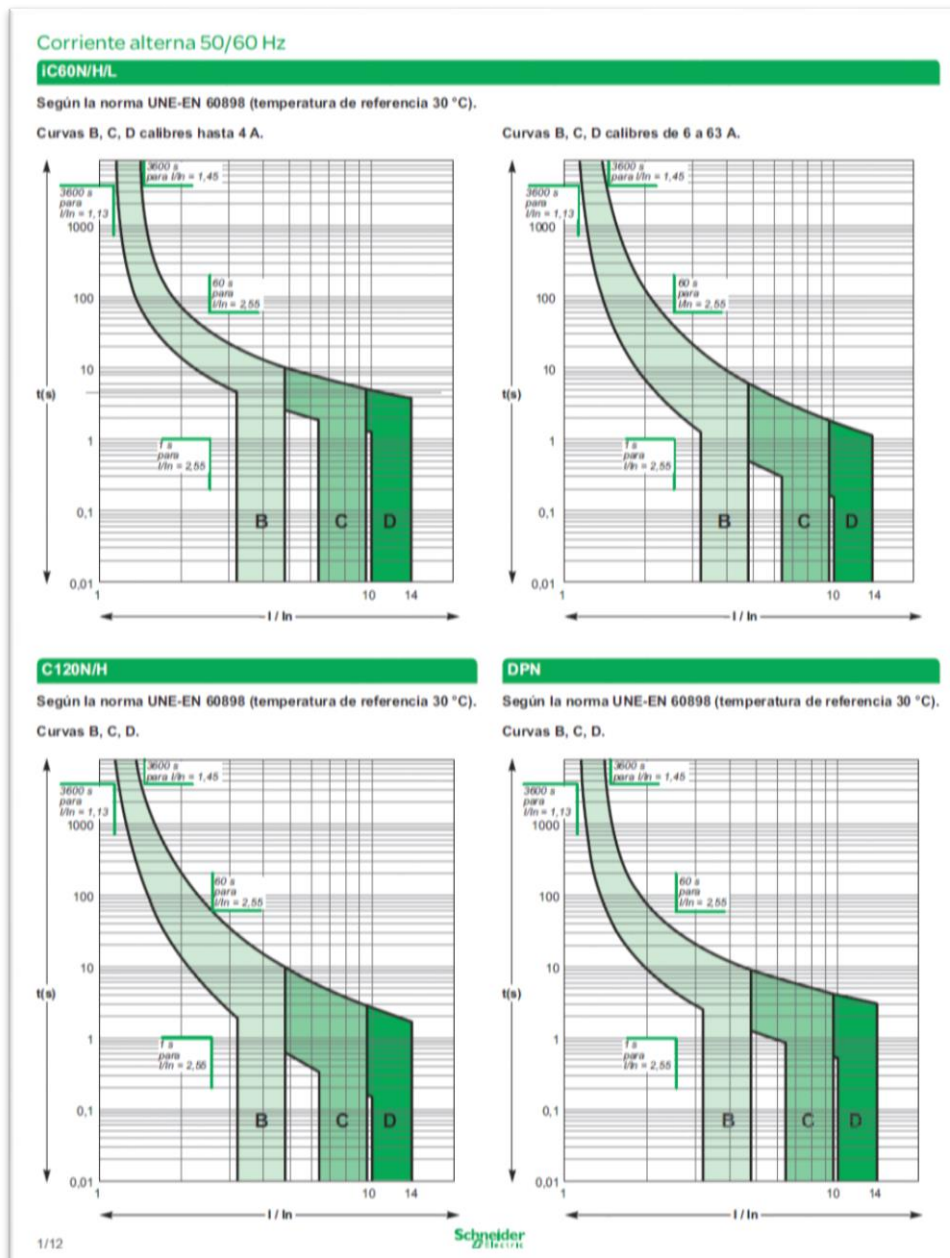 Corriente alterna 50/60 Hz
iC60N/H/L
Según la norma UNE-EN 60898 (temperatura de referencia 30 °C).
Curvas B, C, D calibres hasta 4 A.
3600 s
para I/In = 1,45
3600 s
para
I/In = 1,13
1000
60 s
para
I/In = 2,55
100
10
t(s)
1
1 s
para
I/In = 2,55
0,1
B
C
D
0,01
1
10
14
I / In
Curvas B, C, D calibres de 6 a 63 A.
3600 s
para I/In = 1,45
3600 s
para
I/In = 1,13
1000
60 s
para
I/In = 2,55
100
10
t(s)
1
1 s
para
I/In = 2,55
0,1
B
C
D
0,01
1
10
14
I / In
C120N/H
Según la norma UNE-EN 60898 (temperatura de referencia 30 °C).
Curvas B, C, D.
3600 s
para I/In = 1,45
3600 s
para
I/In = 1,13
1000
60 s
para
I/In = 2,55
100
10
t(s)
1
1 s
para
I/In = 2,55
0,1
B
C
D
0,01
1
10
14
I / In
DPN
Según la norma UNE-EN 60898 (temperatura de referencia 30 °C).
Curvas B, C, D.
3600 s
para I/In = 1,45
3600 s
para
I/In = 1,13
1000
60 s
para
I/In = 2,55
100
10
t(s)
1
1 s
para
I/In = 2,55
0,1
B
C
D
0,01
1
10
14
I / In
1/12
Schneider
Electric